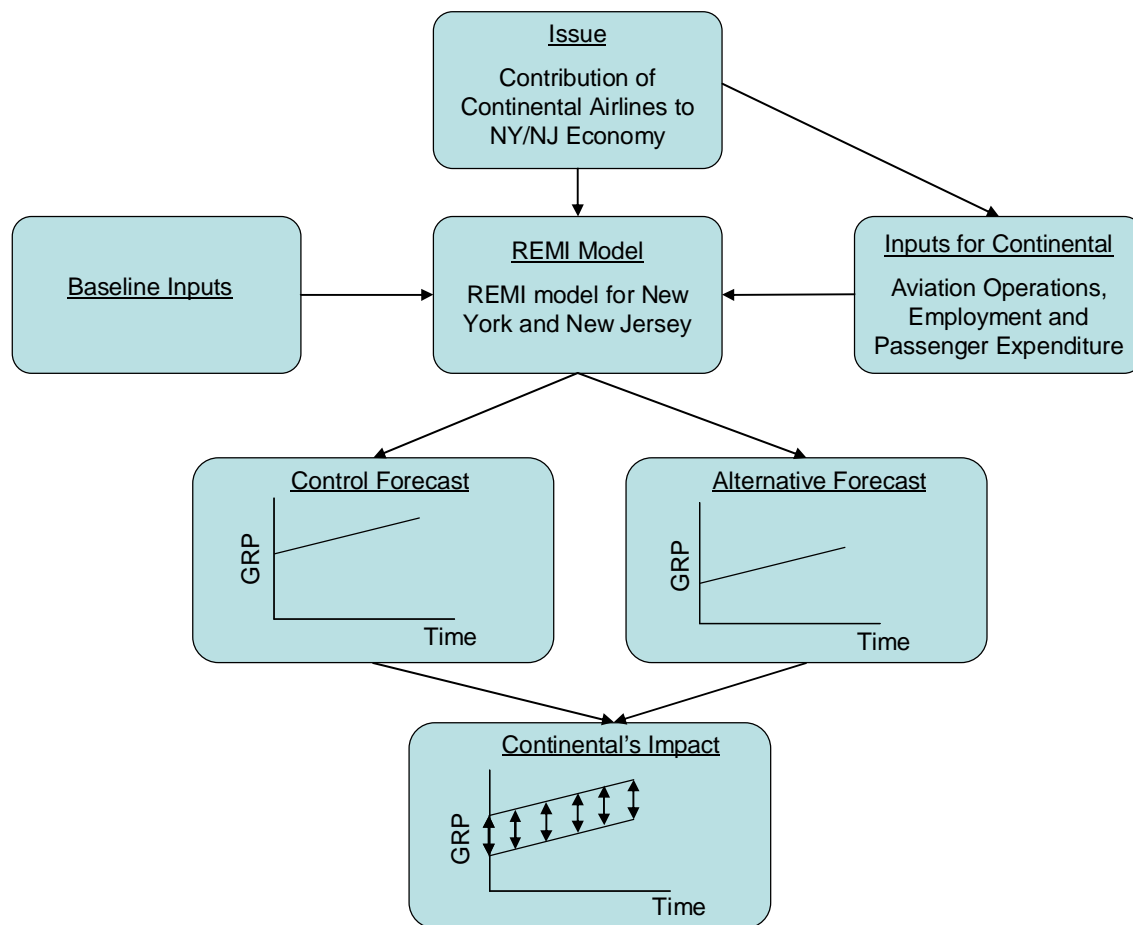 Issue
Contribution of
Continental Airlines to
NY/NJ Economy
Baseline Inputs
REMI Model
REMI model for New
York and New Jersey
Inputs for Continental
Aviation Operations,
Employment and
Passenger Expenditure
Control Forecast
GRP
Time
Alternative Forecast
GRP
Time
Continental’s Impact
GRP
Time